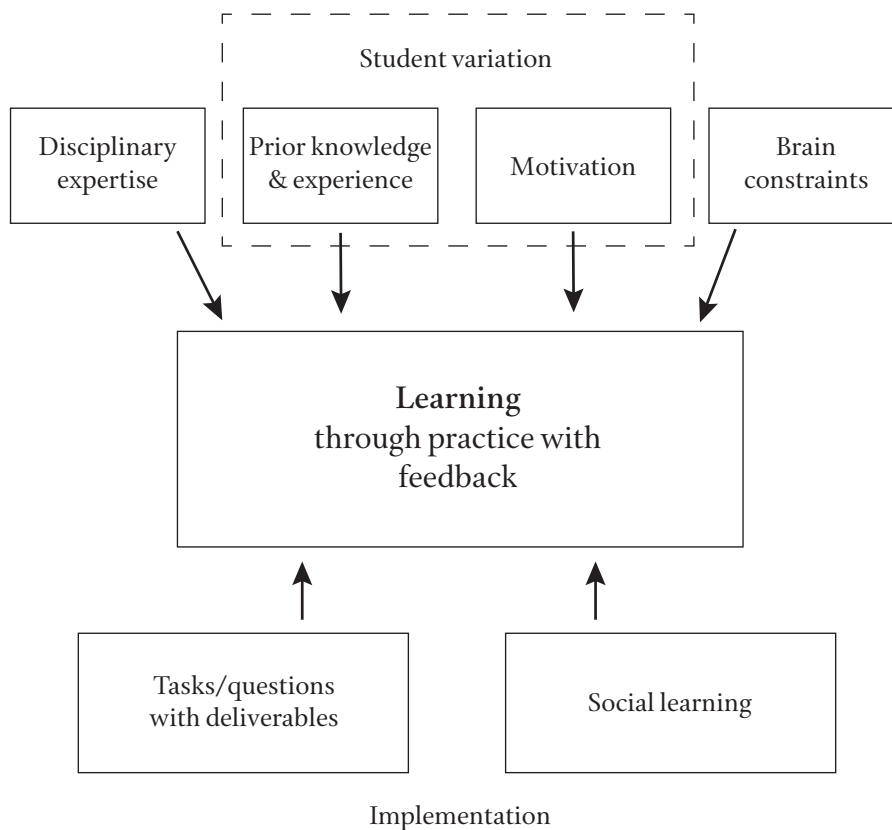 Student variation
Disciplinary
expertise
Prior knowledge
& experience
Motivation
Brain
constraints
Learning
through practice with
feedback
Tasks/questions
with deliverables
Social learning
Implementation